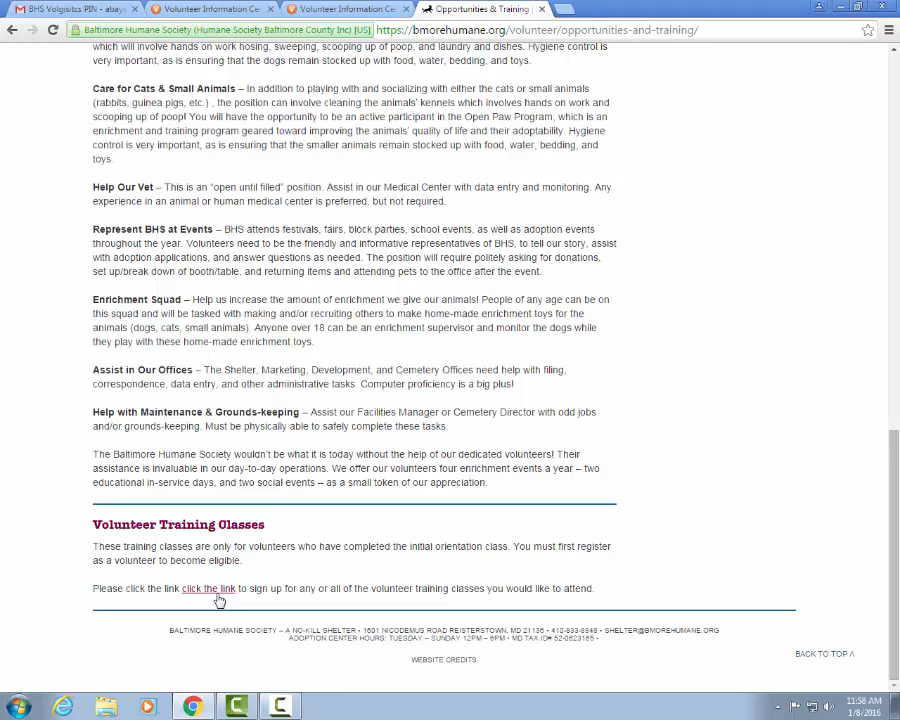 BHS Volgisitcs PIN - abays
Volunteer Information Cen
Volunteer Information Cen
Opportunities & Training
Baltimore Humane Society (Humane Society Baltimore County Inc) [US]
https://bmorehumane.org/volunteer/opportunities-and-training/
which will involve hands on work hosing, sweeping, scooping up of poop, and laundry and dishes. Hygiene control is
very important, as is ensuring that the dogs remain stocked up with food, water, bedding, and toys.
Care for Cats & Small Animals – In addition to playing with and socializing with either the cats or small animals
(rabbits, guinea pigs, etc.) , the position can involve cleaning the animals' kennels which involves hands on work and
scooping up of poop! You will have the opportunity to be an active participant in the Open Paw Program, which is an
enrichment and training program geared toward improving the animals' quality of life and their adoptability. Hygiene
control is very important, as is ensuring that the smaller animals remain stocked up with food, water, bedding, and
toys.
Help Our Vet – This is an “open until filled” position. Assist in our Medical Center with data entry and monitoring. Any
experience in an animal or human medical center is preferred, but not required.
Represent BHS at Events – BHS attends festivals, fairs, block parties, school events, as well as adoption events
throughout the year. Volunteers need to be the friendly and informative representatives of BHS, to tell our story, assist
with adoption applications, and answer questions as needed. The position will require politely asking for donations,
set up/break down of booth/table, and returning items and attending pets to the office after the event.
Enrichment Squad – Help us increase the amount of enrichment we give our animals! People of any age can be on
this squad and will be tasked with making and/or recruiting others to make home-made enrichment toys for the
animals (dogs, cats, small animals). Anyone over 18 can be an enrichment supervisor and monitor the dogs while
they play with these home-made enrichment toys.
Assist in Our Offices – The Shelter, Marketing, Development, and Cemetery Offices need help with filing,
correspondence, data entry, and other administrative tasks. Computer proficiency is a big plus!
Help with Maintenance & Grounds-keeping – Assist our Facilities Manager or Cemetery Director with odd jobs
and/or grounds-keeping. Must be physically able to safely complete these tasks.
The Baltimore Humane Society wouldn't be what it is today without the help of our dedicated volunteers! Their
assistance is invaluable in our day-to-day operations. We offer our volunteers four enrichment events a year – two
educational in-service days, and two social events – as a small token of our appreciation.
Volunteer Training Classes
These training classes are only for volunteers who have completed the initial orientation class. You must first register
as a volunteer to become eligible.
Please click the link click the link to sign up for any or all of the volunteer training classes you would like to attend.
BALTIMORE HUMANE SOCIETY – A NO-KILL SHELTER • 1601 NICODEMUS ROAD REISTERSTOWN, MD 21136 • 410-833-8848 • SHELTER@BMOREHUMANE.ORG
ADOPTION CENTER HOURS: TUESDAY – SUNDAY 12PM – 6PM • MD TAX ID# 52-0623165 •
BACK TO TOP Λ
WEBSITE CREDITS
11:58 AM
1/8/2016